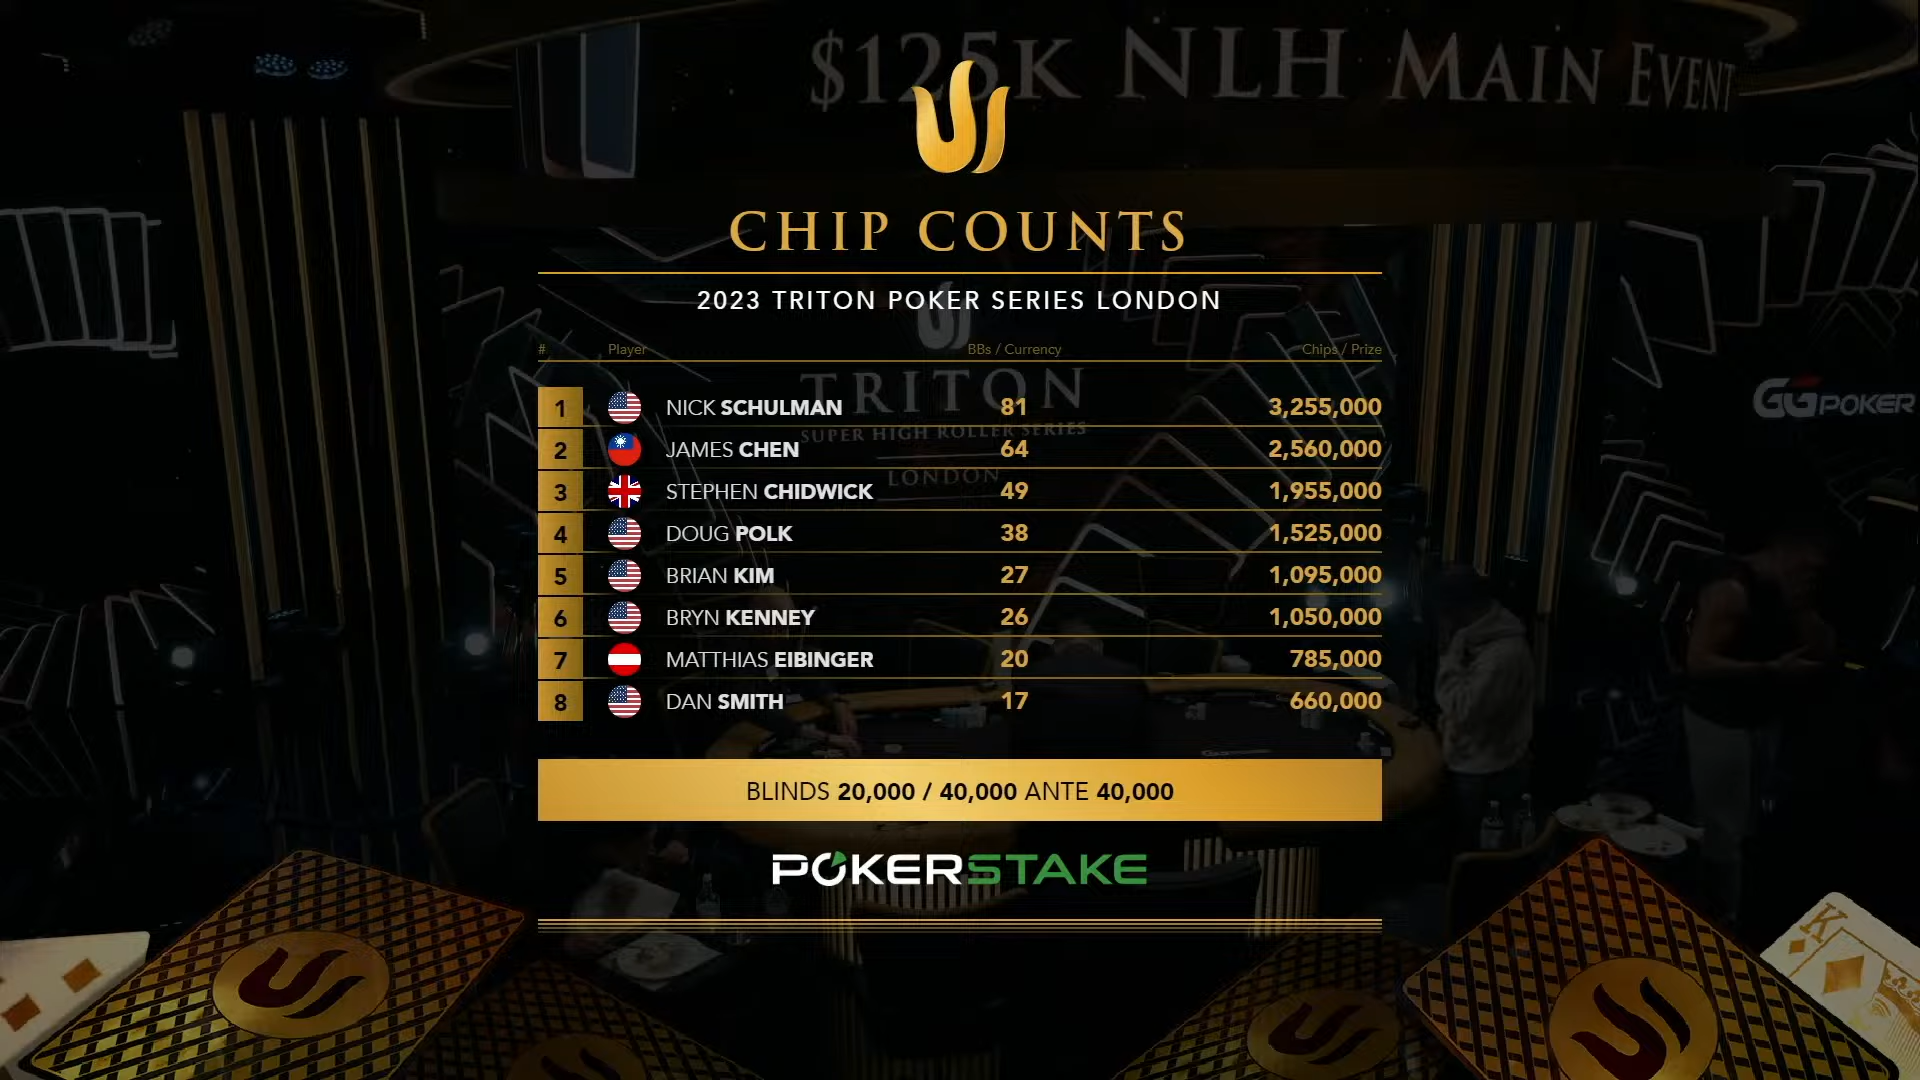 $125K NLH MAIN EVENT
CHIP COUNTS
2023 TRITON POKER SERIES LONDON
# Player BBs / Currency Chips / Prize
TRITON
SUPER HIGH ROLLER SERIES
LONDON
GGPOKER
1 NICK SCHULMAN 81 3,255,000
2 JAMES CHEN 64 2,560,000
3 STEPHEN CHIDWICK 49 1,955,000
4 DOUG POLK 38 1,525,000
5 BRIAN KIM 27 1,095,000
6 BRYN KENNEY 26 1,050,000
7 MATTHIAS EIBINGER 20 785,000
8 DAN SMITH 17 660,000
BLINDS 20,000 / 40,000 ANTE 40,000
POKERSTAKE
K